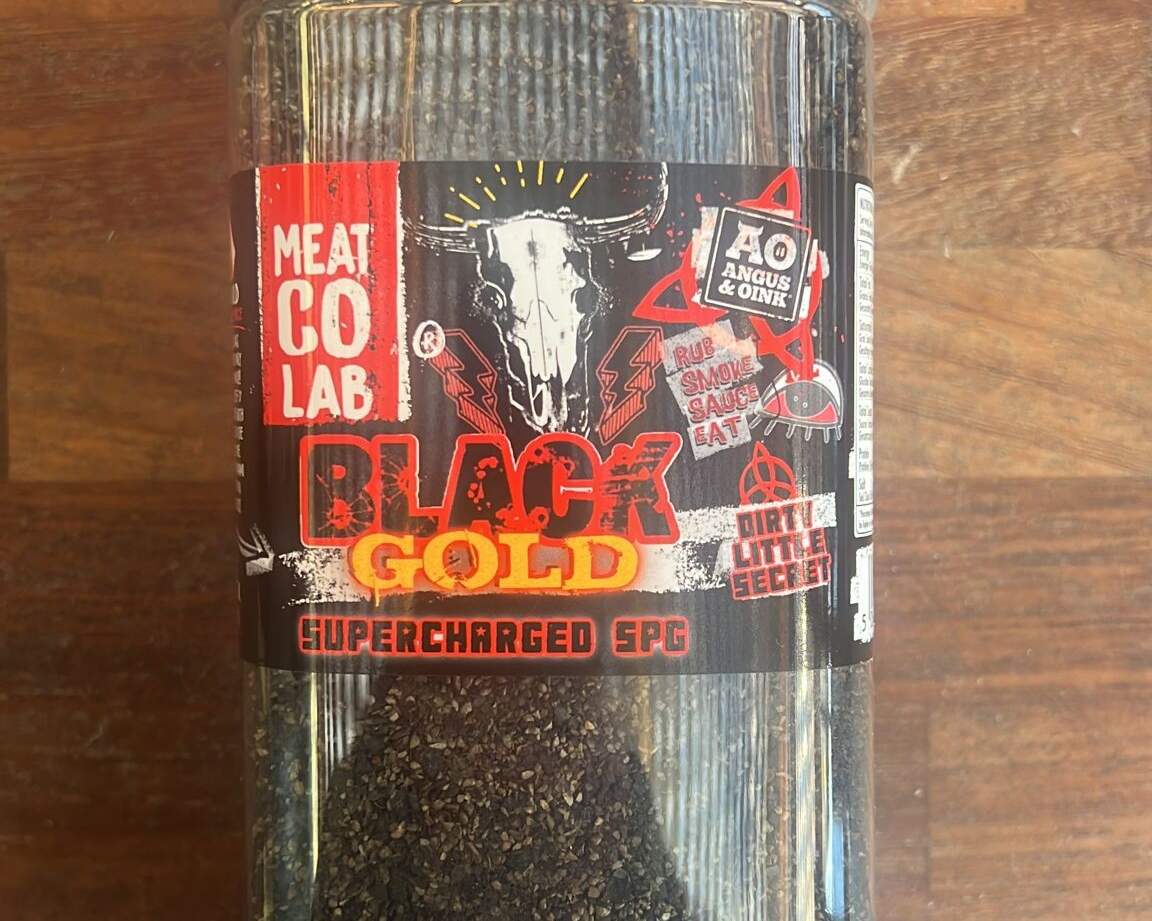 MEAT
CO
LAB
®
AO
ANGUS
& OINK
RUB
SMOKE
SAUCE
EAT
BLACK
GOLD
DIRTY
LITTLE
SECRET
SUPERCHARGED SPG